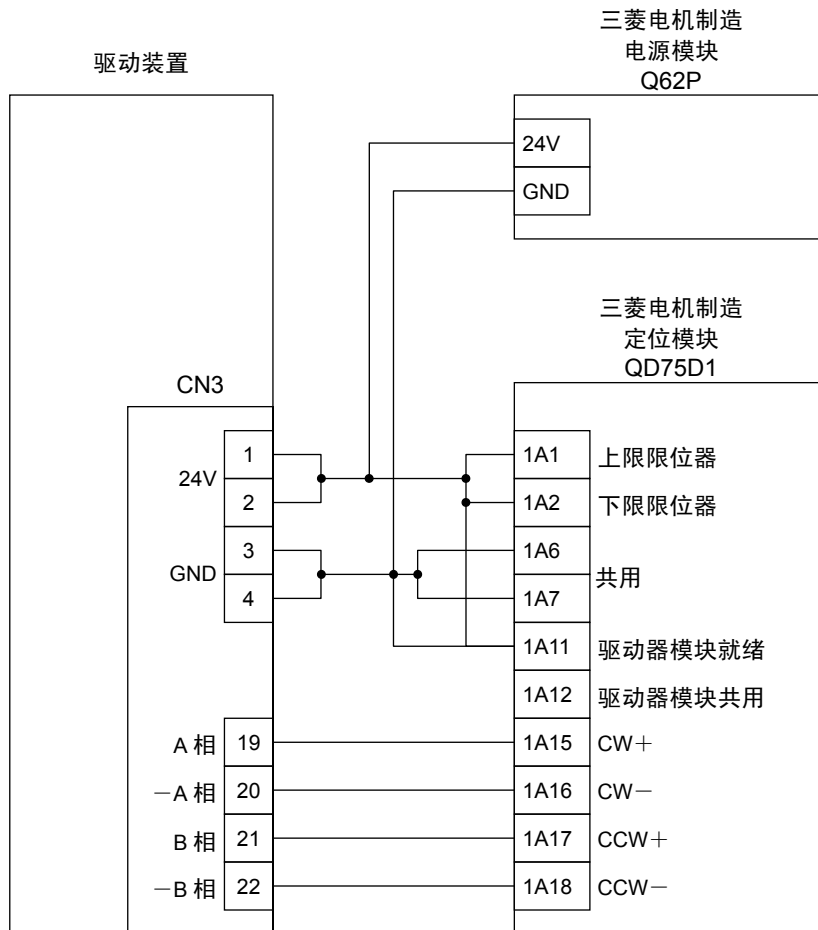 三菱电机制造
电源模块
Q62P
驱动装置
24V
GND
三菱电机制造
定位模块
QD75D1
CN3
24V
GND
1
2
3
4
1A1 上限限位器
1A2 下限限位器
1A6
1A7
共用
1A11 驱动器模块就绪
1A12 驱动器模块共用
A 相 19
1A15 CW＋
－A 相 20
1A16 CW－
B 相 21
1A17 CCW＋
－B 相 22
1A18 CCW－